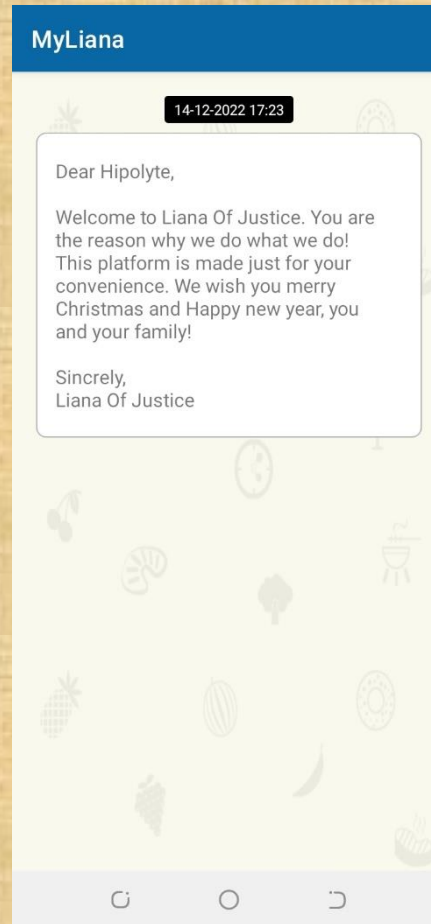 MyLiana
14-12-2022 17:23
Dear Hipolyte,
Welcome to Liana Of Justice. You are
the reason why we do what we do!
This platform is made just for your
convenience. We wish you merry
Christmas and Happy new year, you
and your family!
Sincrely,
Liana Of Justice